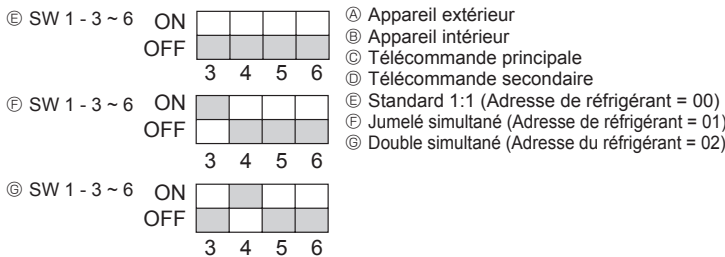 Ⓔ SW 1 - 3 ~ 6 ON
OFF
3 4 5 6
Ⓕ SW 1 - 3 ~ 6 ON
OFF
3 4 5 6
Ⓖ SW 1 - 3 ~ 6 ON
OFF
3 4 5 6
Ⓐ Appareil extérieur
Ⓑ Appareil intérieur
Ⓒ Télécommande principale
Ⓓ Télécommande secondaire
Ⓔ Standard 1:1 (Adresse de réfrigérant = 00)
Ⓕ Jumelé simultané (Adresse de réfrigérant = 01)
Ⓖ Double simultané (Adresse du réfrigérant = 02)